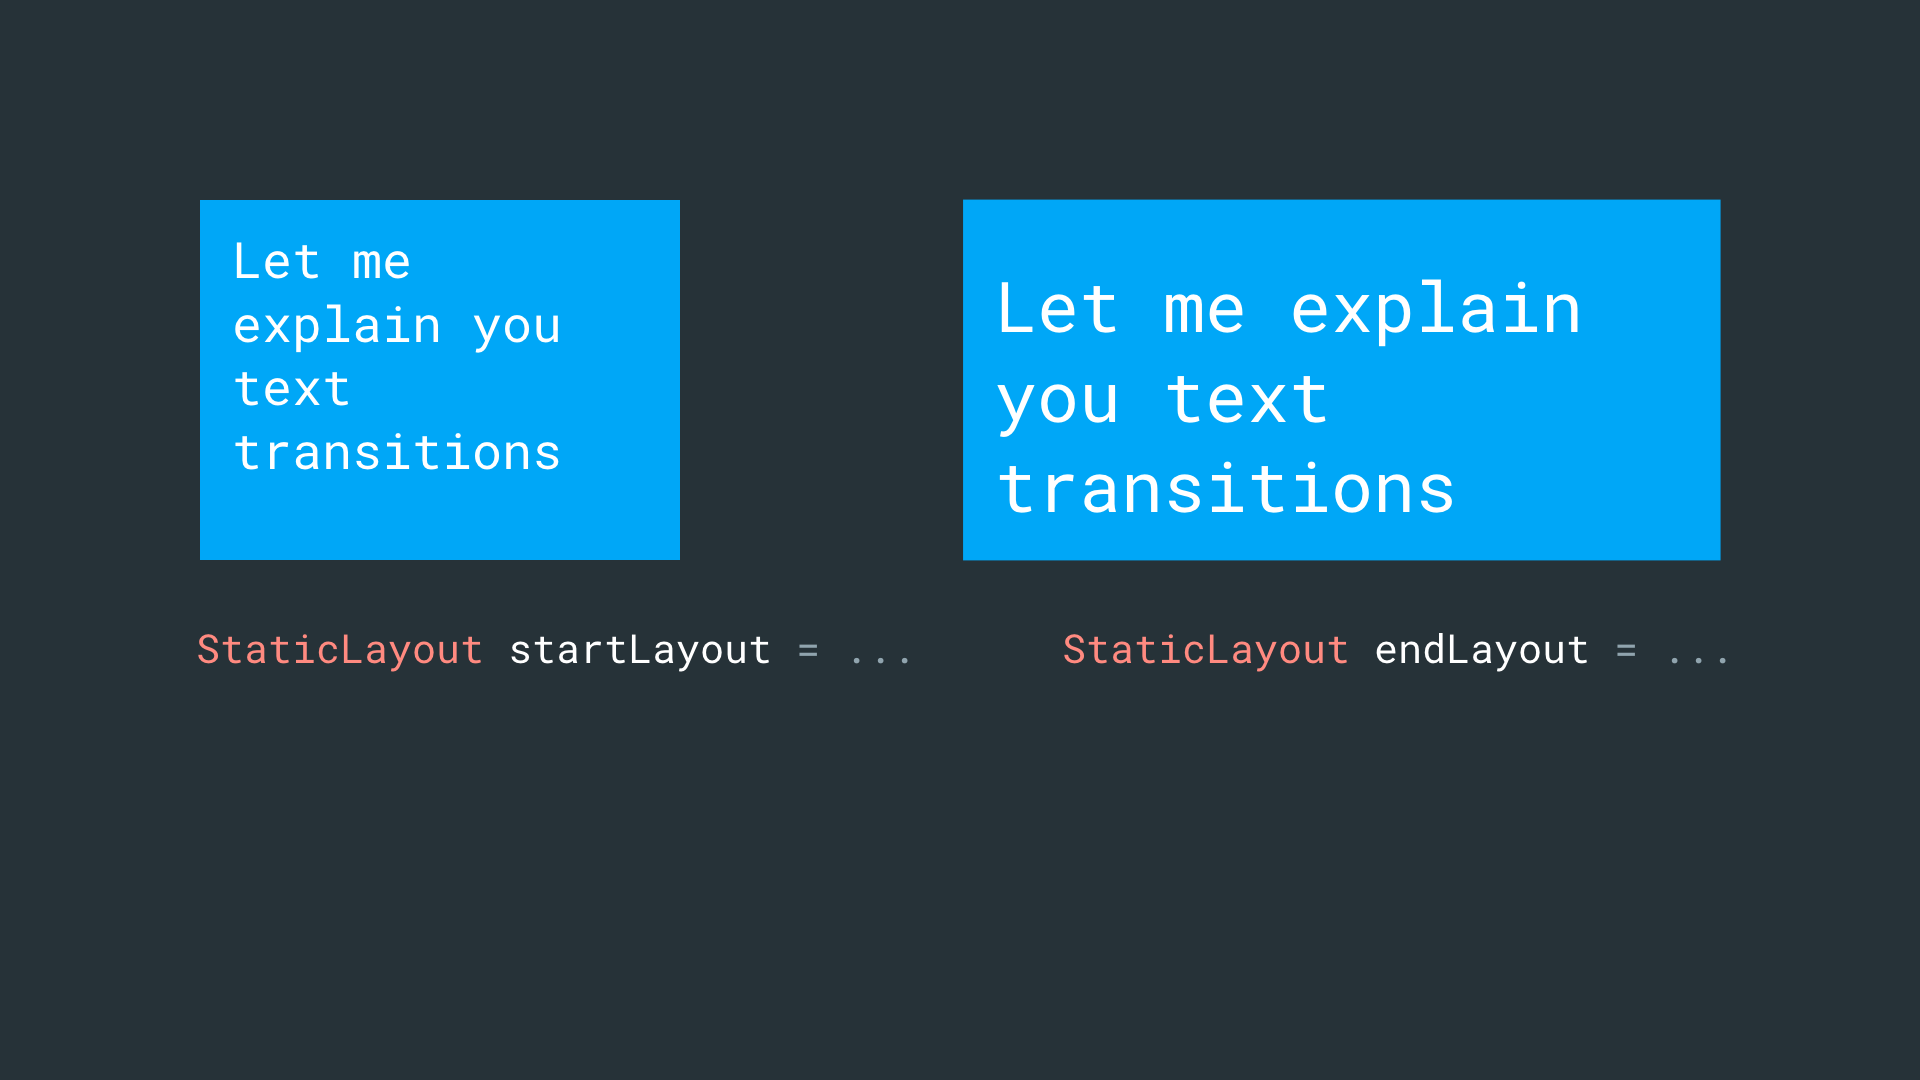 Let me
explain you
text
transitions
Let me explain
you text
transitions
StaticLayout startLayout = ...
StaticLayout endLayout = ...